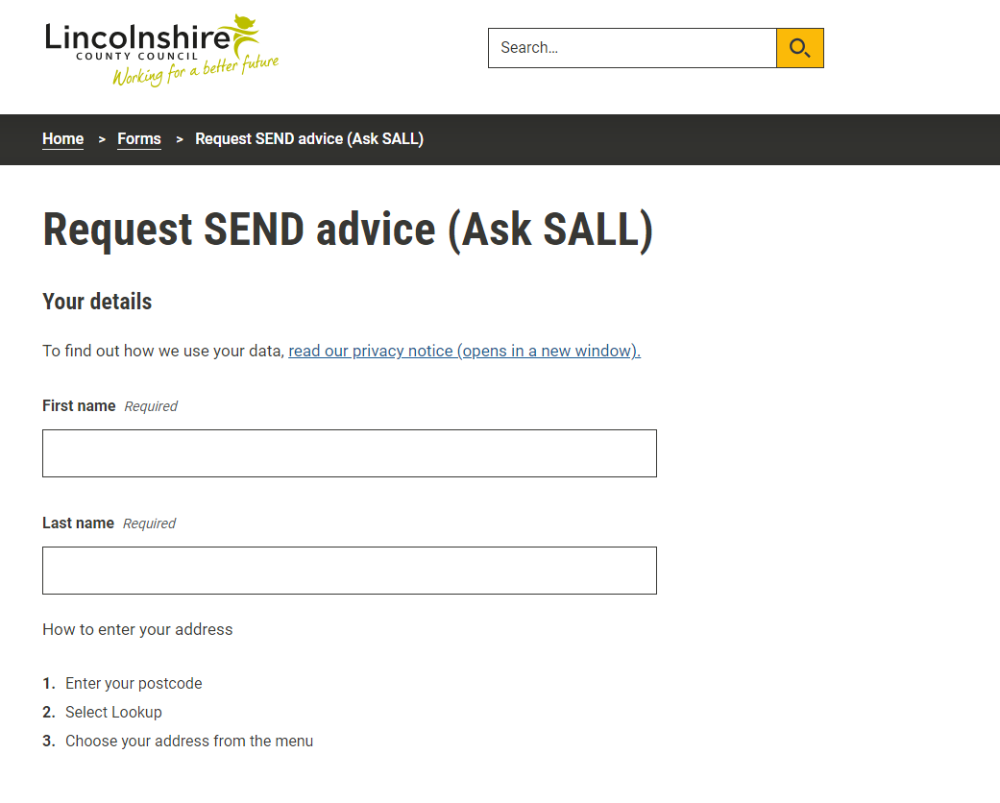 Lincolnshire
COUNTY COUNCIL
Working for a better future
Search...
Home > Forms > Request SEND advice (Ask SALL)
Request SEND advice (Ask SALL)
Your details
To find out how we use your data, read our privacy notice (opens in a new window).
First name Required
Last name Required
How to enter your address
1. Enter your postcode
2. Select Lookup
3. Choose your address from the menu